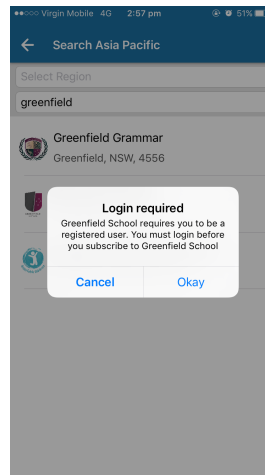 Virgin Mobile 4G 2:57 pm 51%
Search Asia Pacific
Select Region
greenfield
Greenfield Grammar
Greenfield, NSW, 4556
Login required
Greenfield School requires you to be a
registered user. You must login before
you subscribe to Greenfield School
Cancel Okay